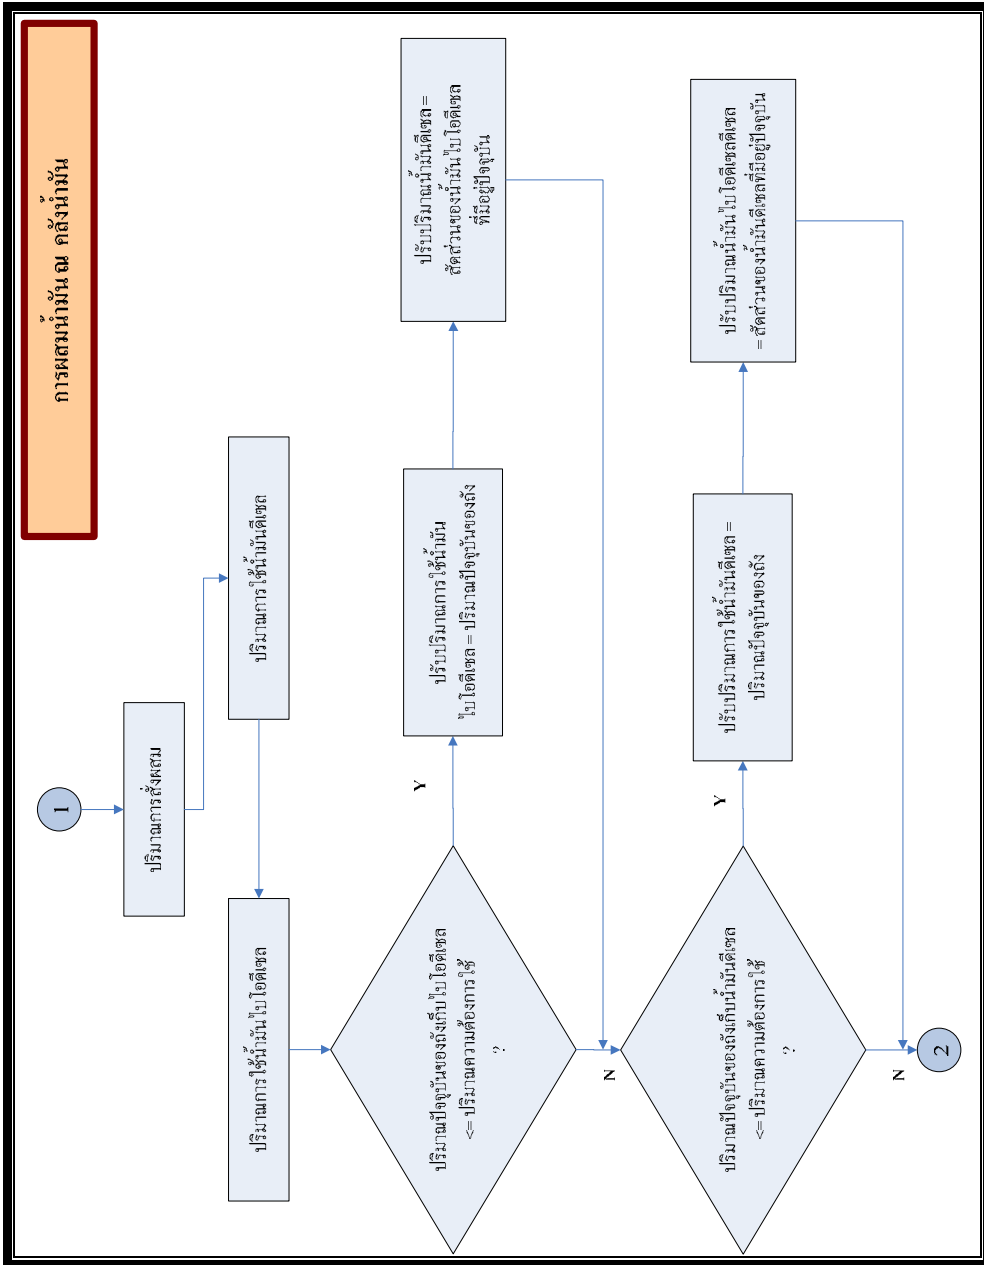 การผสมน้ำมัน ณ คลังน้ำมัน
1
ปริมาณการสั่งผสม
ปริมาณการใช้น้ำมันดีเซล
ปริมาณการใช้น้ำมันไบโอดีเซล
ปริมาณปัจจุบันของถังเก็บไบโอดีเซล
<= ปริมาณความต้องการใช้
?
Y
ปรับปริมาณการใช้น้ำมัน
ไบโอดีเซล = ปริมาณปัจจุบันของถัง
ปรับปริมาณน้ำมันดีเซล =
สัดส่วนของน้ำมันไบโอดีเซล
ที่มีอยู่ปัจจุบัน
N
ปริมาณปัจจุบันของถังเก็บน้ำมันดีเซล
<= ปริมาณความต้องการใช้
?
Y
ปรับปริมาณการใช้น้ำมันดีเซล =
ปริมาณปัจจุบันของถัง
ปรับปริมาณน้ำมันไบโอดีเซลดีเซล
= สัดส่วนของน้ำมันดีเซลที่มีอยู่ปัจจุบัน
N
2